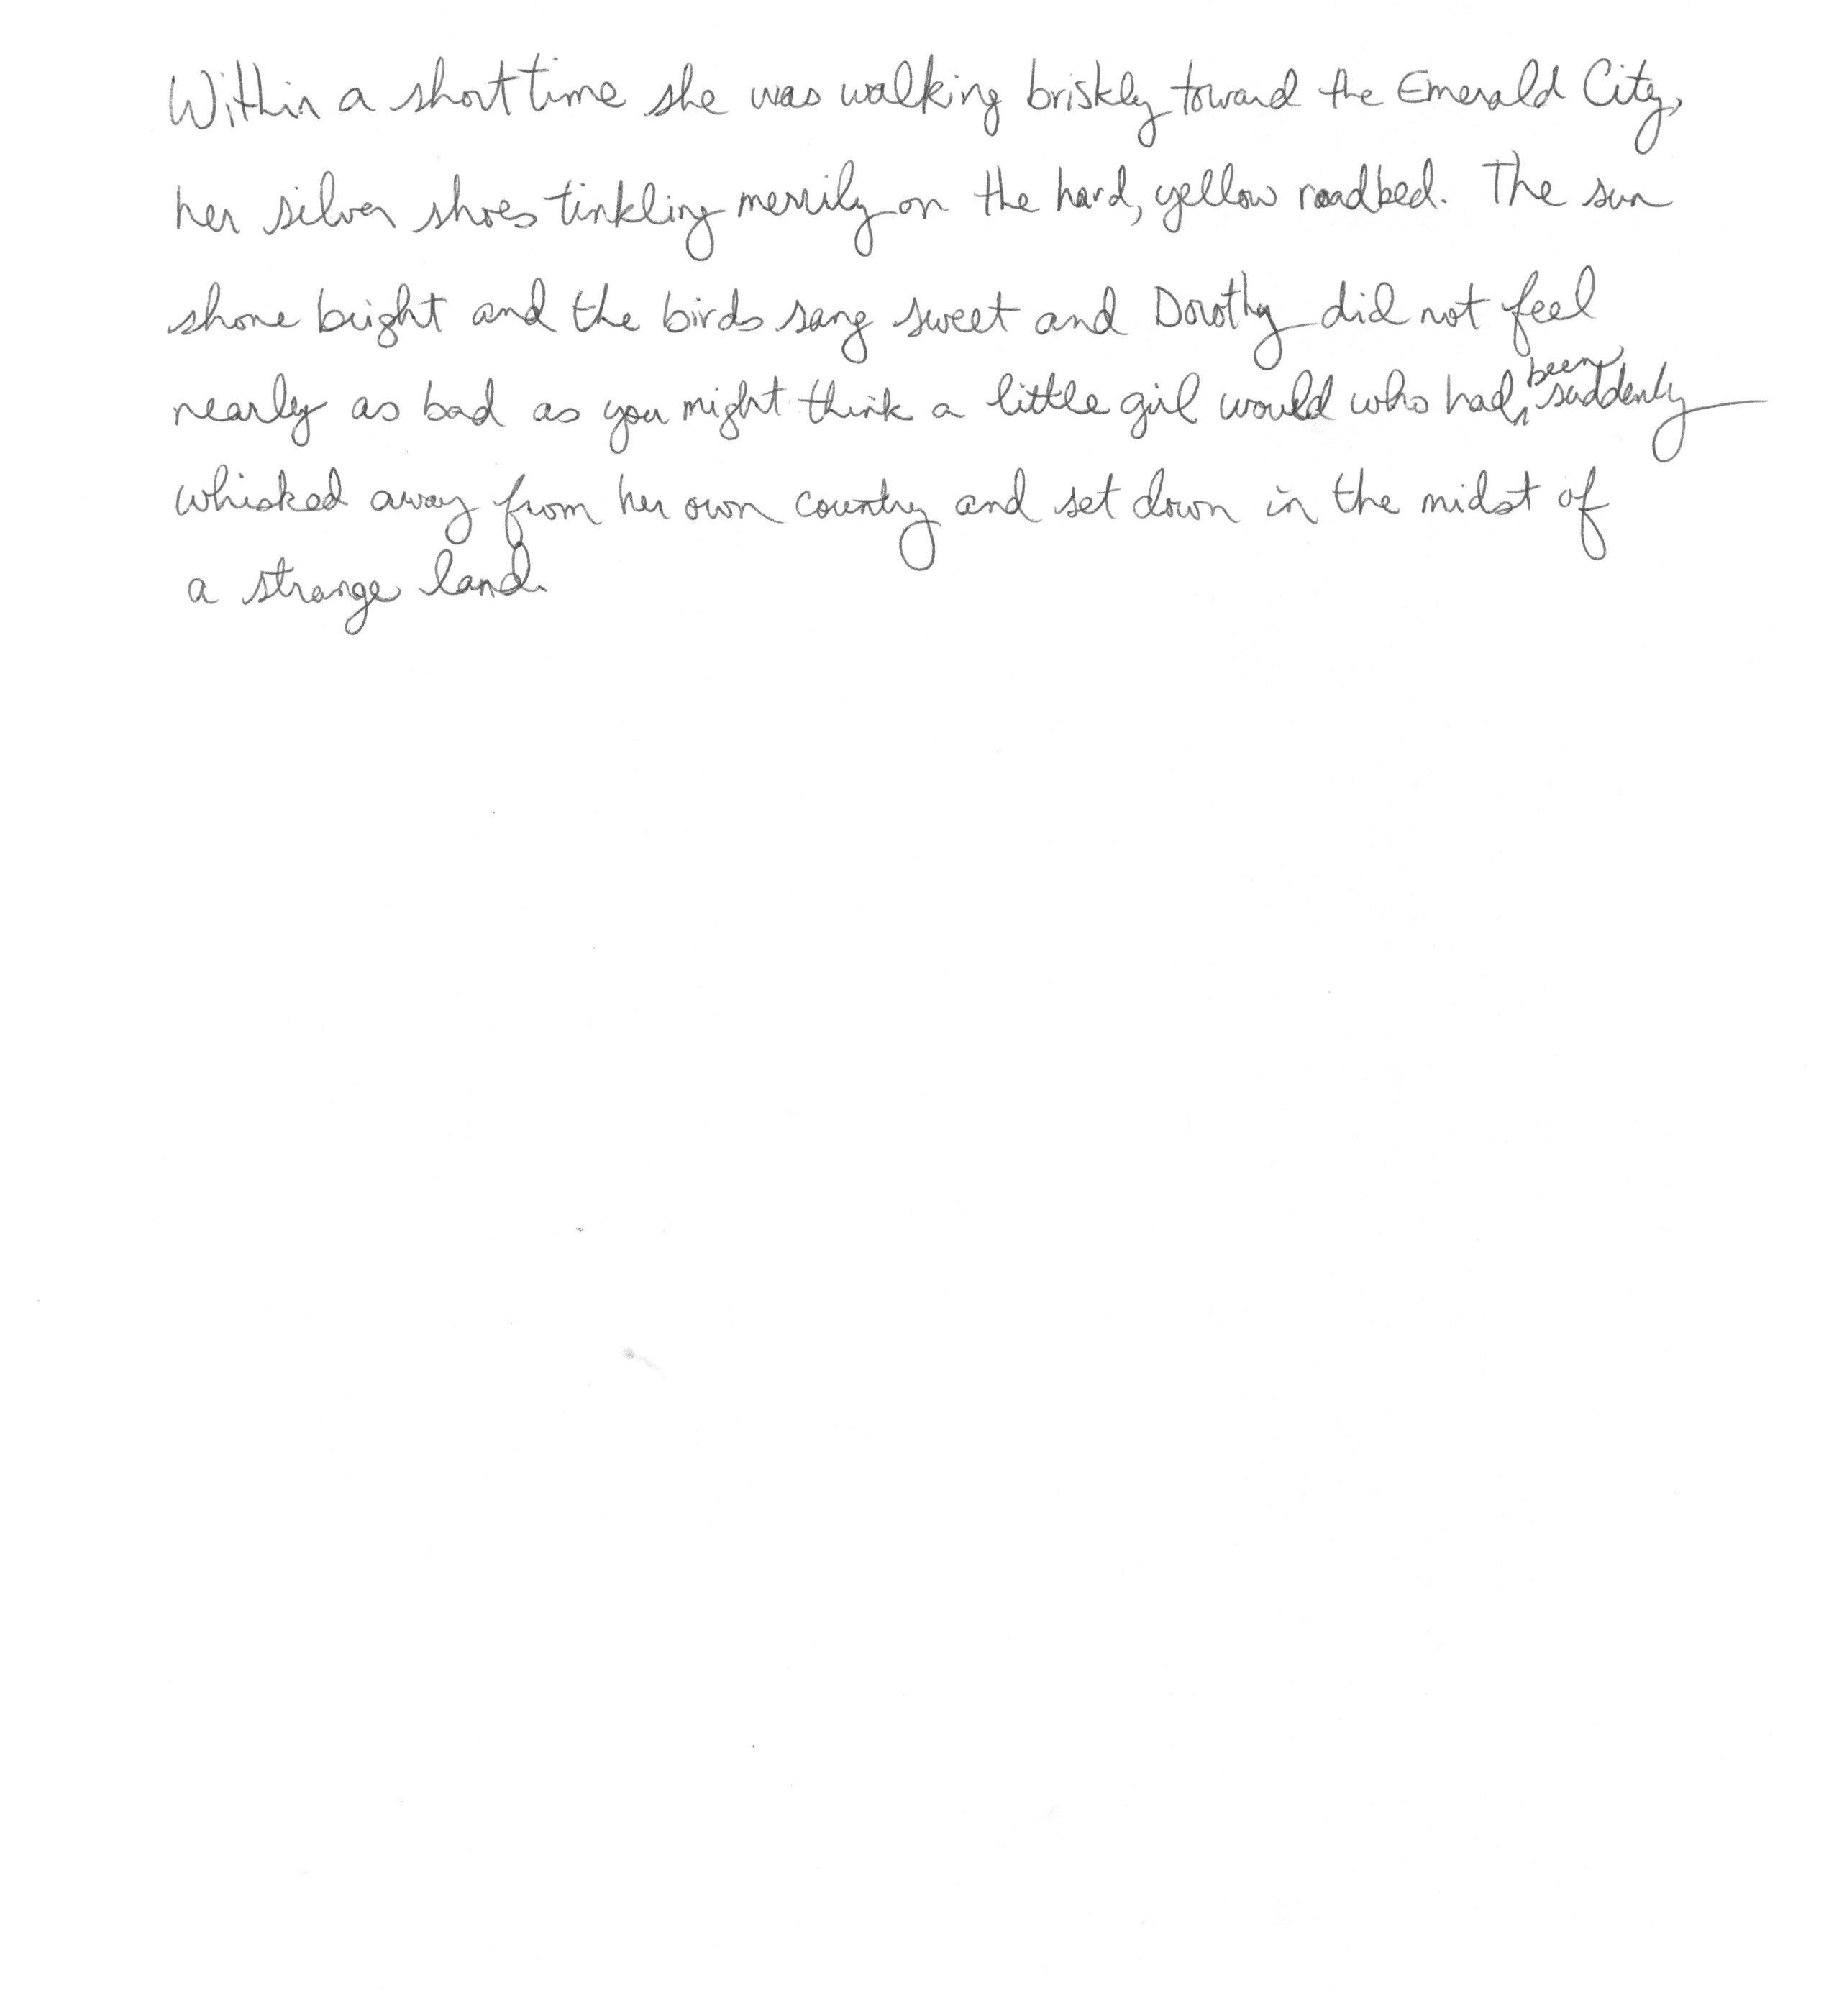 Within a short time she was walking briskly toward the Emerald City,
her silver shoes tinkling merrily on the hard, yellow roadbed. The sun
shone bright and the birds sang sweet and Dorothy did not feel
nearly as bad as you might think a little girl would who had been suddenly
whisked away from her own country and set down in the midst of
a strange land.